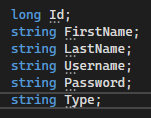 long Id;
string FirstName;
string LastName;
string Username;
string Password;
string Type;